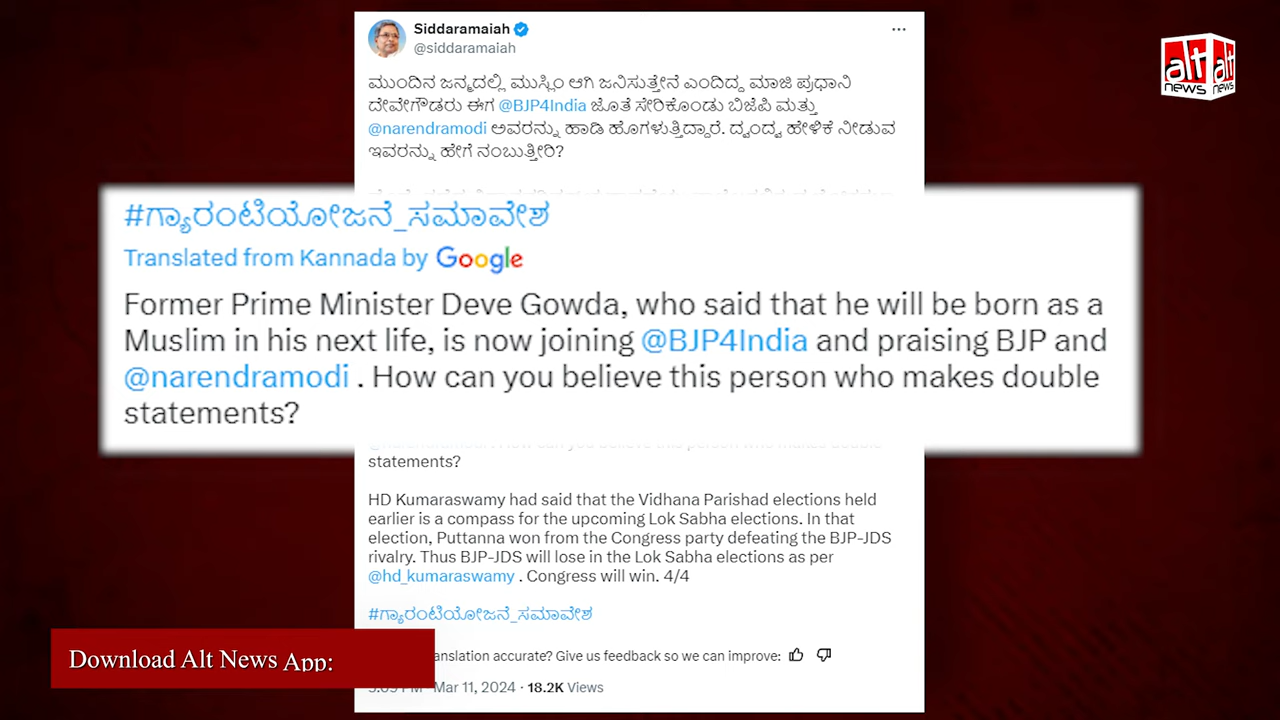 Siddaramaiah
@siddaramaiah
ಮುಂದಿನ ಜನ್ಮದಲ್ಲಿ ಮುಸ್ಲಿಂ ಆಗಿ ಜನಿಸುತ್ತೇನೆ ಎಂದಿದ್ದ ಮಾಜಿ ಪ್ರಧಾನಿ
ದೇವೇಗೌಡರು ಈಗ @BJP4India ಜೊತೆ ಸೇರಿಕೊಂಡು ಬಿಜೆಪಿ ಮತ್ತು
@narendramodi ಅವರನ್ನು ಹಾಡಿ ಹೊಗಳುತ್ತಿದ್ದಾರೆ. ದ್ವಂದ್ವ ಹೇಳಿಕೆ ನೀಡುವ
ಇವರನ್ನು ಹೇಗೆ ನಂಬುತ್ತೀರಿ?
alt alt
news news
#ಗ್ಯಾರಂಟಿಯೋಜನೆ_ಸಮಾವೇಶ
Translated from Kannada by Google
Former Prime Minister Deve Gowda, who said that he will be born as a
Muslim in his next life, is now joining @BJP4India and praising BJP and
@narendramodi . How can you believe this person who makes double
statements?
statements?
HD Kumaraswamy had said that the Vidhana Parishad elections held
earlier is a compass for the upcoming Lok Sabha elections. In that
election, Puttanna won from the Congress party defeating the BJP-JDS
rivalry. Thus BJP-JDS will lose in the Lok Sabha elections as per
@hd_kumaraswamy . Congress will win. 4/4
#ಗ್ಯಾರಂಟಿಯೋಜನೆ_ಸಮಾವೇಶ
Download Alt News App:
accurate? Give us feedback so we can improve:
Mar 11, 2024 · 18.2K Views